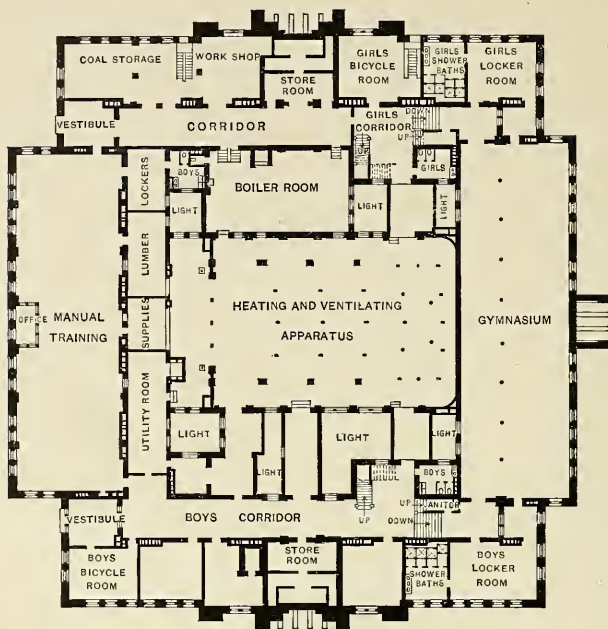 COAL STORAGE
WORK SHOP
STORE
ROOM
GIRLS
BICYCLE
ROOM
GIRLS
SHOWER
BATHS
GIRLS
LOCKER
ROOM
VESTIBULE
CORRIDOR
GIRLS
CORRIDOR
DOWN
UP
UP
LOCKERS
BOYS
BOILER ROOM
GIRLS
LIGHT
LIGHT
LIGHT
LUMBER
OFFICE
MANUAL
TRAINING
SUPPLIES
HEATING AND VENTILATING
APPARATUS
GYMNASIUM
UTILITY ROOM
LIGHT
LIGHT
LIGHT
LIGHT
BOYS
VESTIBULE
BOYS CORRIDOR
UP
UP
DOWN
JANITOR
BOYS
BICYCLE
ROOM
STORE
ROOM
SHOWER
BATHS
BOYS
LOCKER
ROOM